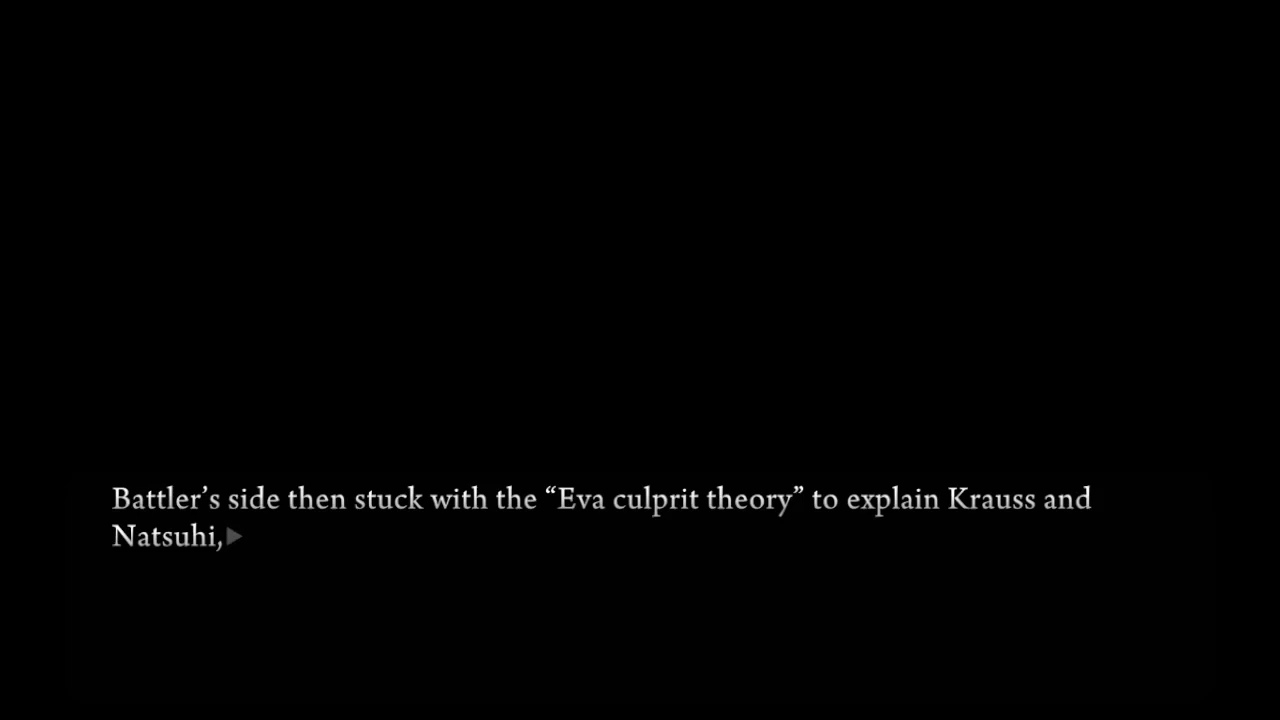 Battler’s side then stuck with the “Eva culprit theory” to explain Krauss and
Natsuhi,